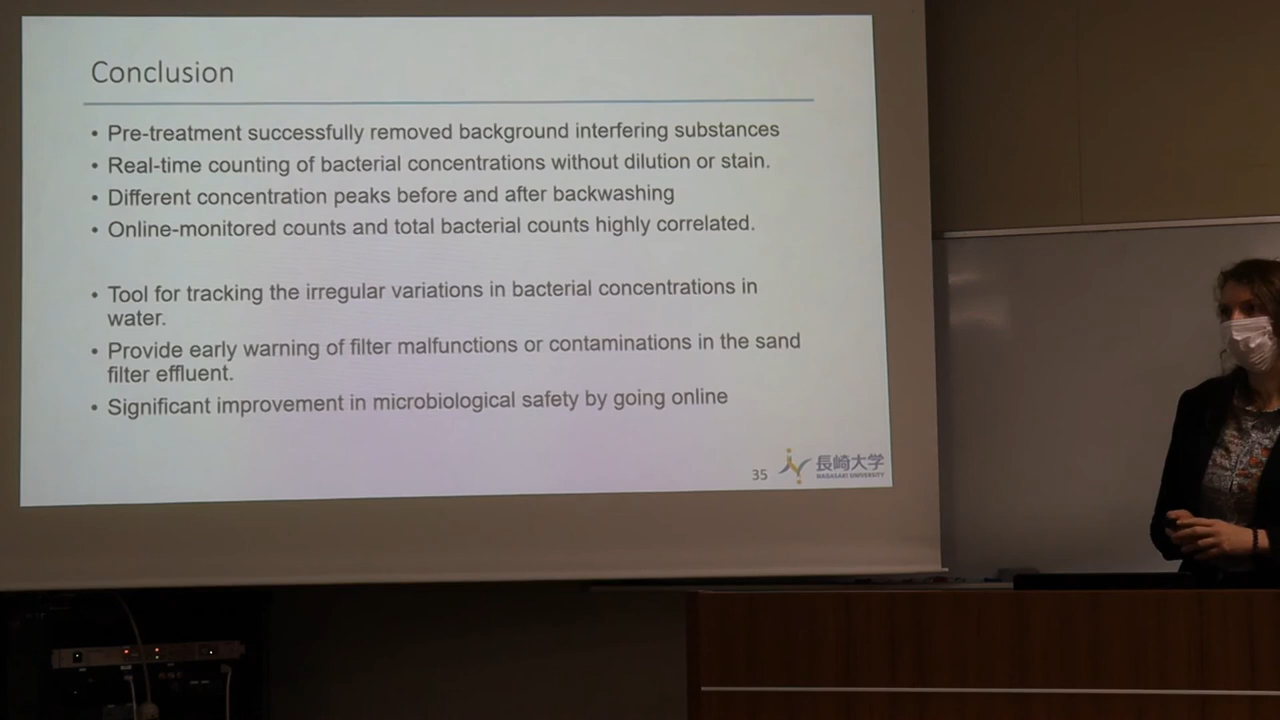 Conclusion
• Pre-treatment successfully removed background interfering substances
• Real-time counting of bacterial concentrations without dilution or stain.
• Different concentration peaks before and after backwashing
• Online-monitored counts and total bacterial counts highly correlated.
• Tool for tracking the irregular variations in bacterial concentrations in
water.
• Provide early warning of filter malfunctions or contaminations in the sand
filter effluent.
• Significant improvement in microbiological safety by going online
35
長崎大学
NAGASAKI UNIVERSITY